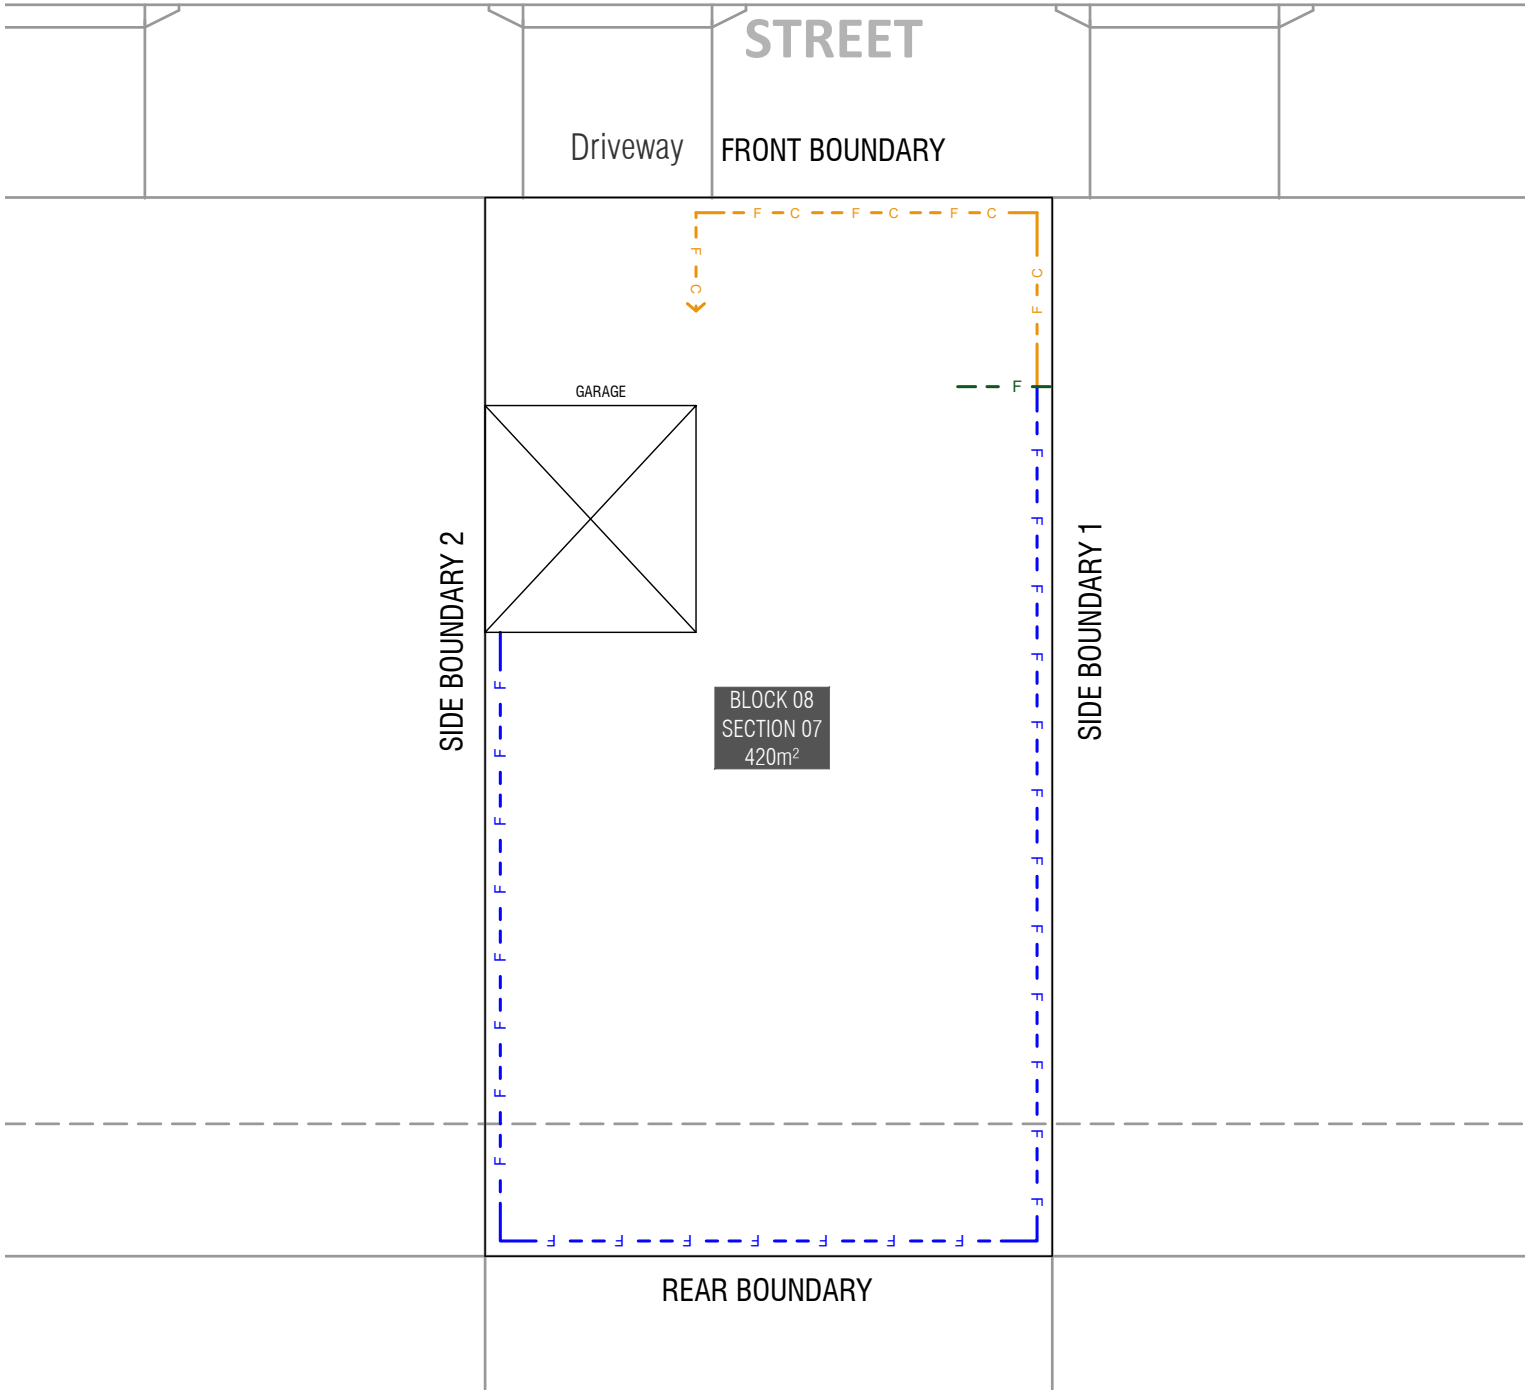 STREET
Driveway
FRONT BOUNDARY
F C F C F C
F C
C F
F
GARAGE
SIDE BOUNDARY 2
SIDE BOUNDARY 1
BLOCK 08
SECTION 07
420m²
F F F F F F F F F F F F
F F F F F F F F
F F F F F F F
REAR BOUNDARY